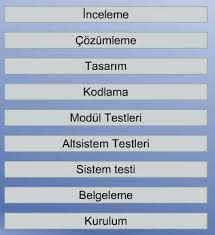 İnceleme
Çözümleme
Tasarım
Kodlama
Modül Testleri
Altsistem Testleri
Sistem testi
Belgeleme
Kurulum